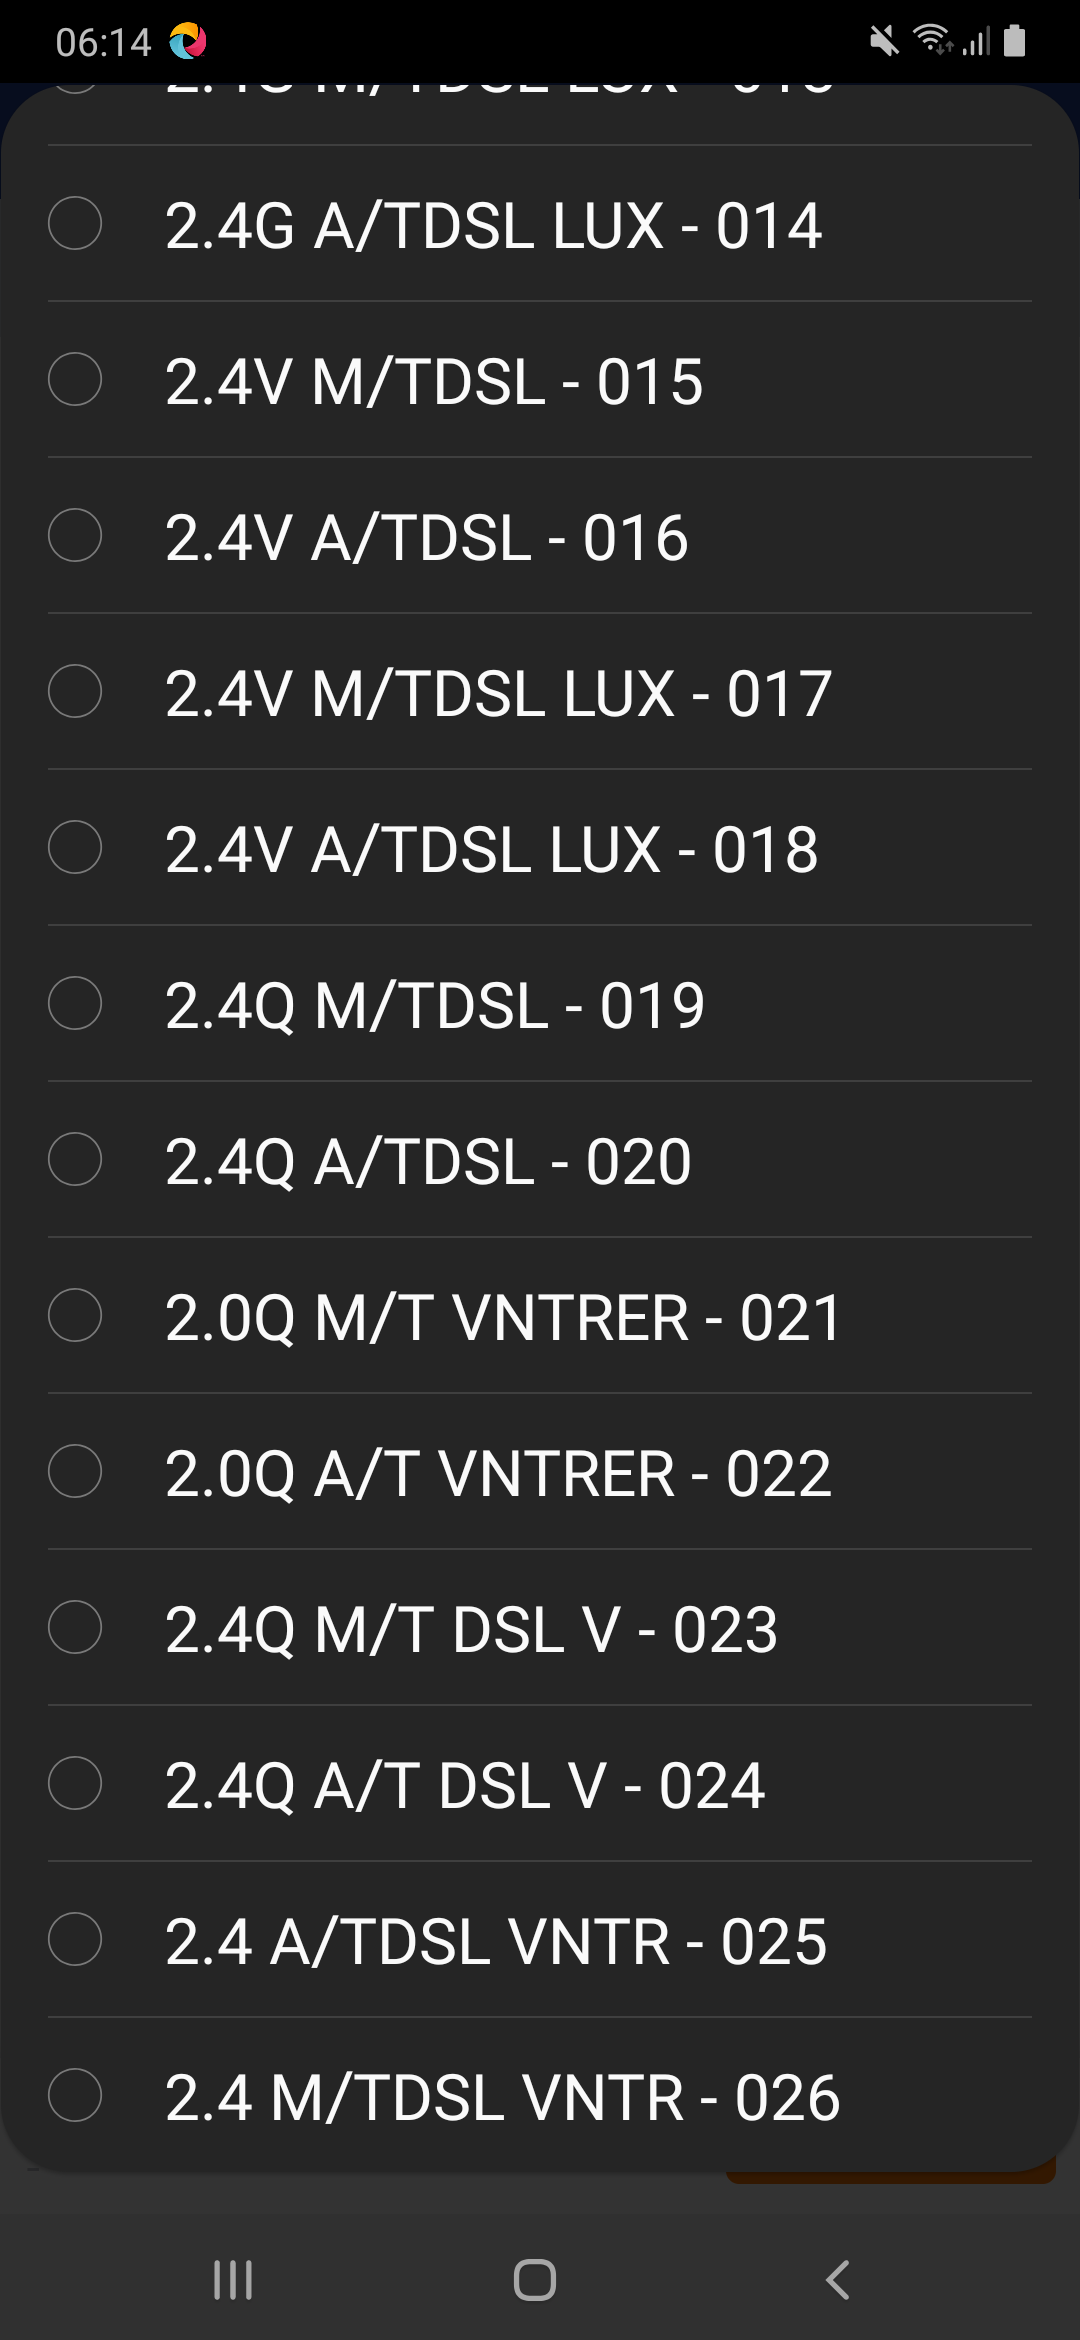 06:14
2.4G A/TDSL LUX - 014
2.4V M/TDSL - 015
2.4V A/TDSL - 016
2.4V M/TDSL LUX - 017
2.4V A/TDSL LUX - 018
2.4Q M/TDSL - 019
2.4Q A/TDSL - 020
2.0Q M/T VNTRER - 021
2.0Q A/T VNTRER - 022
2.4Q M/T DSL V - 023
2.4Q A/T DSL V - 024
2.4 A/TDSL VNTR - 025
2.4 M/TDSL VNTR - 026